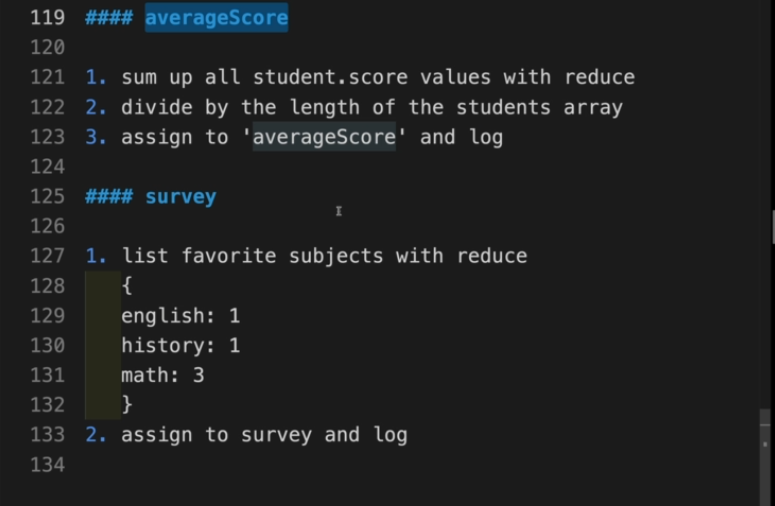 119 #### averageScore
120
121 1. sum up all student.score values with reduce
122 2. divide by the length of the students array
123 3. assign to 'averageScore' and log
124
125 #### survey
126
127 1. list favorite subjects with reduce
128 {
129 english: 1
130 history: 1
131 math: 3
132 }
133 2. assign to survey and log
134